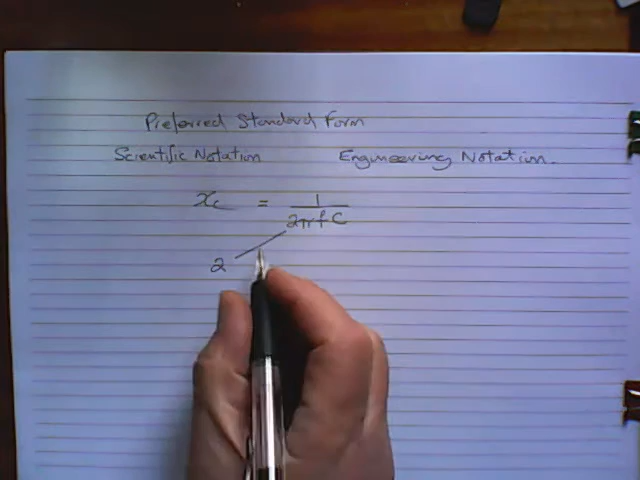 Preferred Standard Form
Scientific Notation Engineering Notation.
Xc = 1
2πfC
2